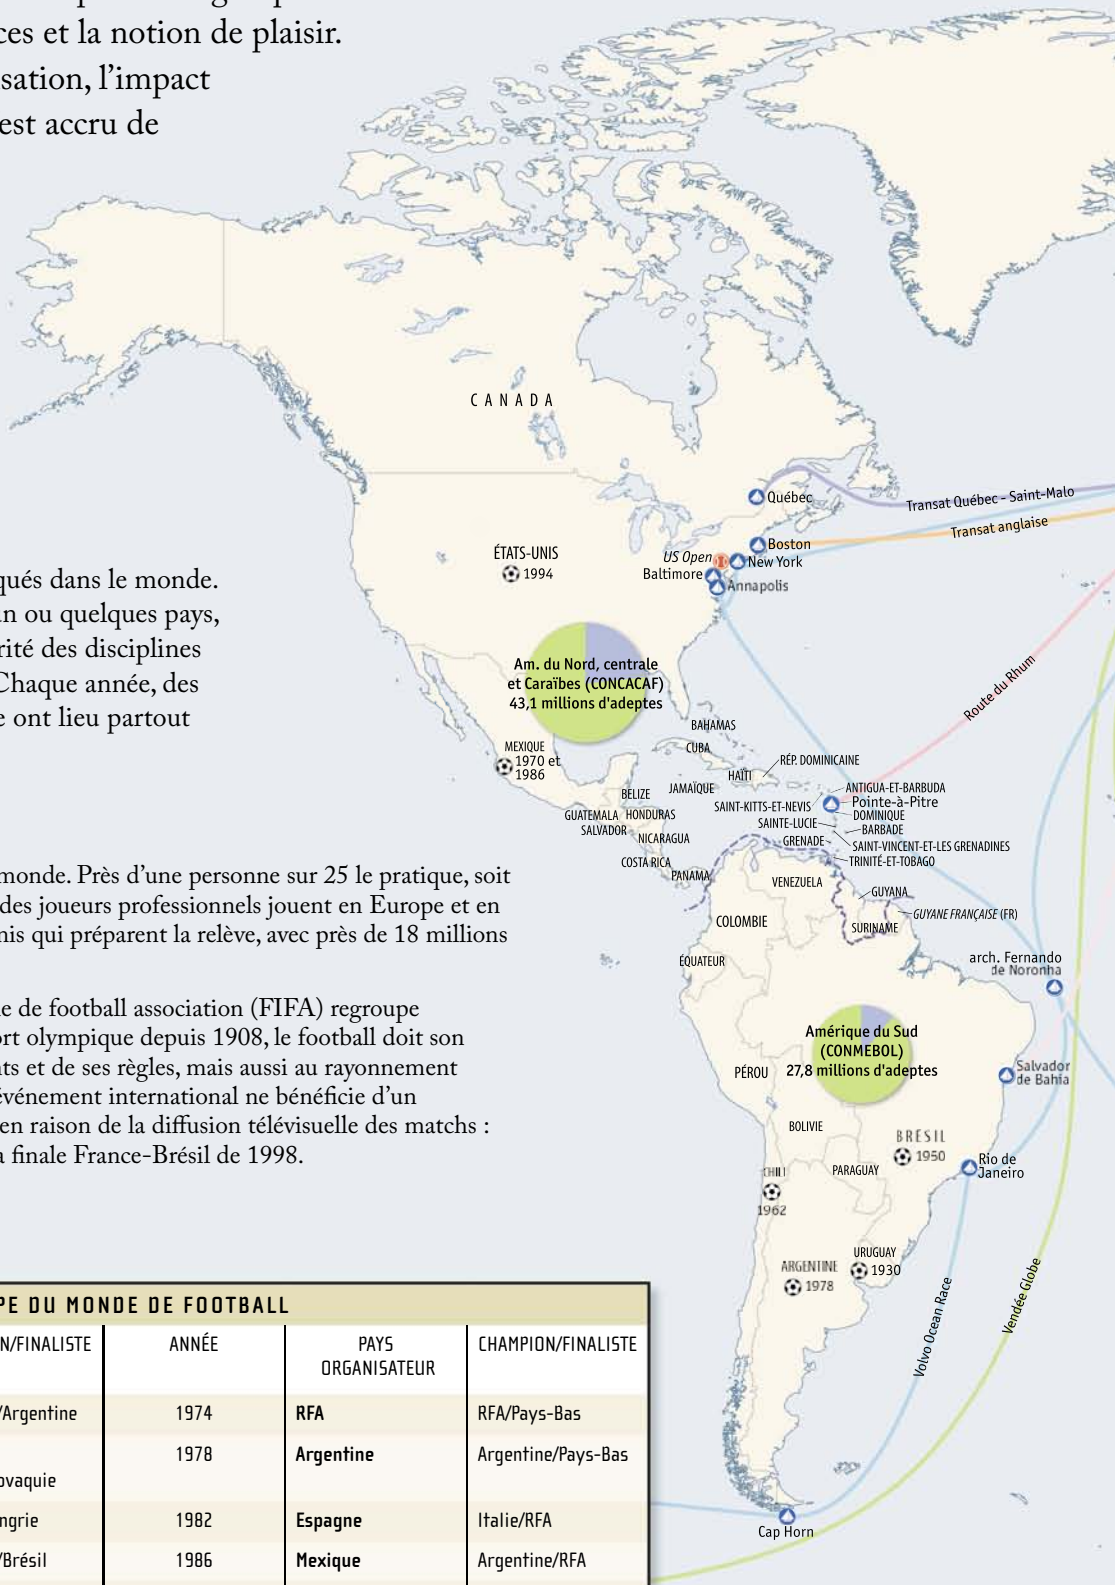 ces et la notion de plaisir.
sation, l'impact
est accru de
CANADA
Québec
Transat Québec - Saint-Malo
Transat anglaise
Boston
US Open
New York
Baltimore
Annapolis
ÉTATS-UNIS
1994
qués dans le monde.
un ou quelques pays,
rité des disciplines
Chaque année, des
e ont lieu partout
Am. du Nord, centrale
et Caraïbes (CONCACAF)
43,1 millions d'adeptes
Route du Rhum
MEXIQUE
1970 et
1986
BAHAMAS
CUBA
RÉP. DOMINICAINE
HAÏTI
JAMAÏQUE
BELIZE
ANTIGUA-ET-BARBUDA
SAINT-KITTS-ET-NEVIS
Pointe-à-Pitre
DOMINIQUE
GUATEMALA
HONDURAS
SAINTE-LUCIE
BARBADE
SALVADOR
NICARAGUA
GRENADE
SAINT-VINCENT-ET-LES GRENADINES
TRINITÉ-ET-TOBAGO
COSTA RICA
PANAMA
VENEZUELA
GUYANA
COLOMBIE
GUYANE FRANÇAISE (FR)
SURINAME
ÉQUATEUR
arch. Fernando
de Noronha
monde. Près d'une personne sur 25 le pratique, soit
des joueurs professionnels jouent en Europe et en
nis qui préparent la relève, avec près de 18 millions
e de football association (FIFA) regroupe
ort olympique depuis 1908, le football doit son
nts et de ses règles, mais aussi au rayonnement
événement international ne bénéficie d'un
en raison de la diffusion télévisuelle des matchs :
a finale France-Brésil de 1998.
Amérique du Sud
(CONMEBOL)
27,8 millions d'adeptes
PÉROU
Salvador
de Bahia
BOLIVIE
BRÉSIL
1950
Rio de
Janeiro
CHILI
1962
PARAGUAY
URUGUAY
1930
ARGENTINE
1978
Volvo Ocean Race
Vendée Globe
Cap Horn
PE DU MONDE DE FOOTBALL
N/FINALISTE ANNÉE PAYS ORGANISATEUR CHAMPION/FINALISTE
/Argentine 1974 RFA RFA/Pays-Bas
1978 Argentine Argentine/Pays-Bas
ovaquie
ngrie 1982 Espagne Italie/RFA
/Brésil 1986 Mexique Argentine/RFA